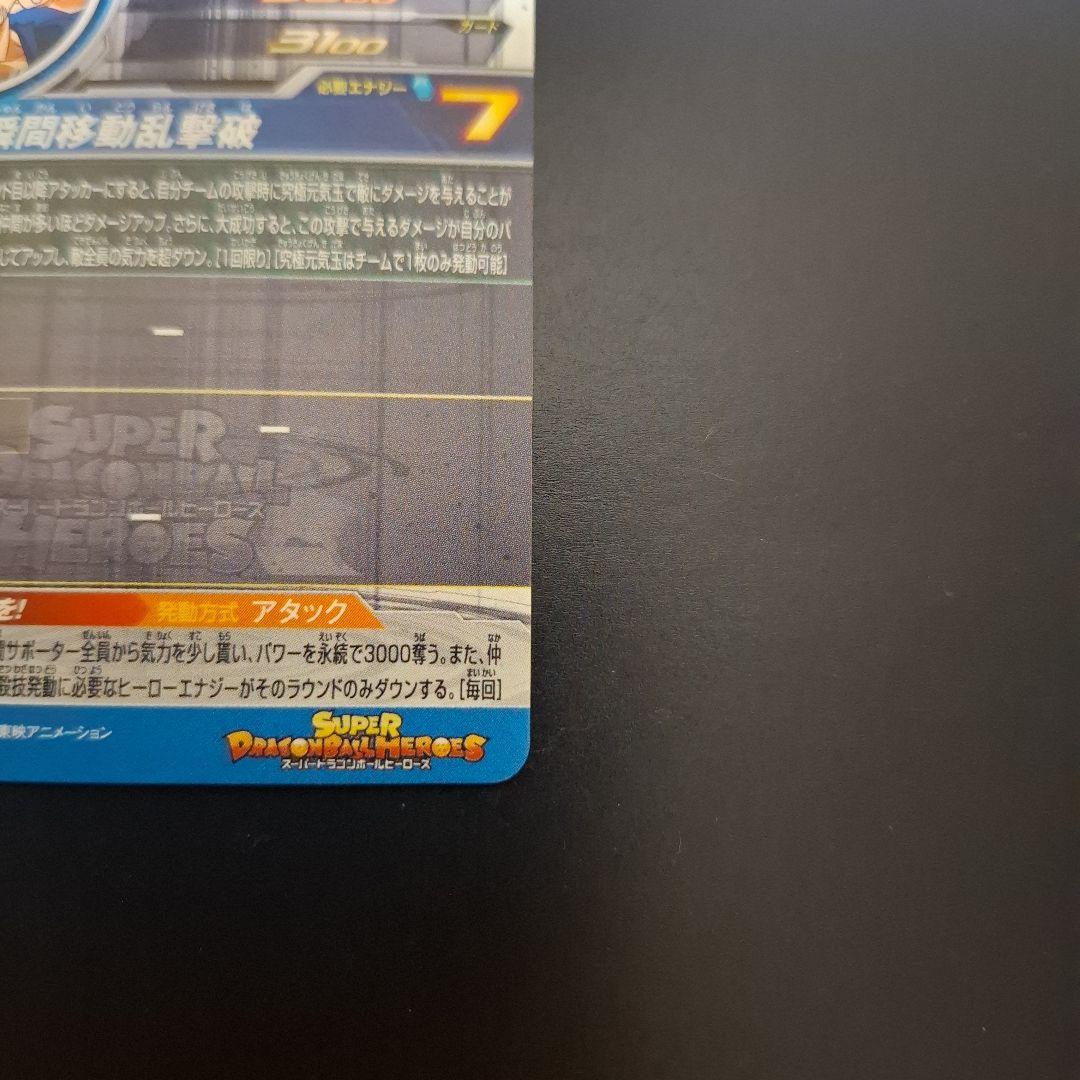 3100
カード
必要エナジー 7
瞬間移動乱撃破
ント目以降アタッカーにすると、自分チームの攻撃時に究極元気玉で敵にダメージを与えることが
仲間が多いほどダメージアップ。さらに、大成功すると、この攻撃で与えるダメージが自分のパ
してアップし、敵全員の気力を超ダウン。[1回限り][究極元気玉はチームで1枚のみ発動可能]
SUPER
DRAGONBALL
スーパードラゴンボールヒーローズ
HEROES
を!
発動方式 アタック
間サポーター全員から気力を少し貰い、パワーを永続で3000奪う。また、仲
殺技発動に必要なヒーローエナジーがそのラウンドのみダウンする。[毎回]
東映アニメーション
SUPER
DRAGONBALL HEROES
スーパードラゴンボールヒーローズ